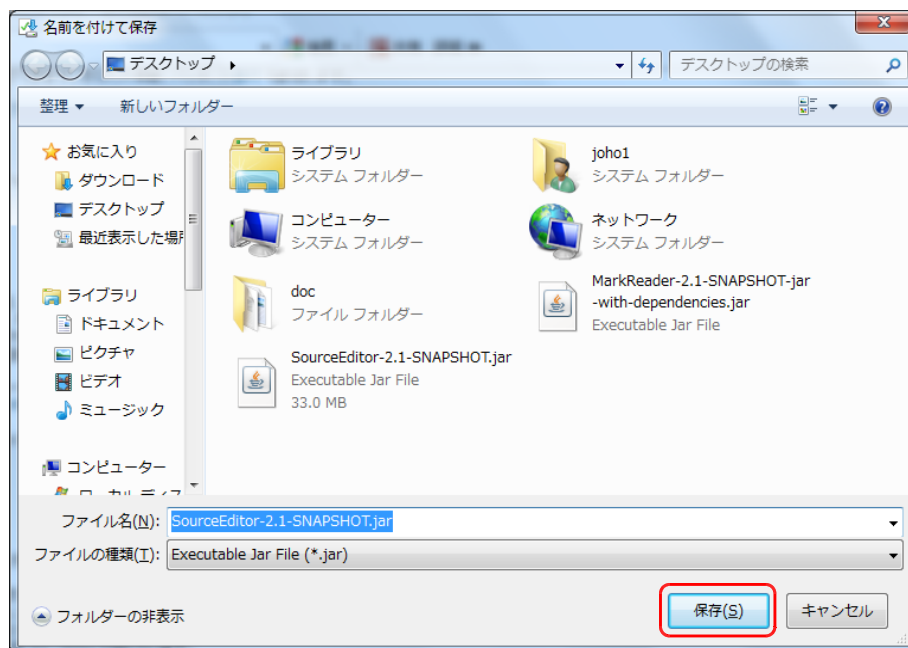 名前を付けて保存
デスクトップ
デスクトップの検索
整理 新しいフォルダー
お気に入り
ダウンロード
デスクトップ
最近表示した場所
ライブラリ
ドキュメント
ピクチャ
ビデオ
ミュージック
コンピューター
ライブラリ
システム フォルダー
joho1
システム フォルダー
コンピューター
システム フォルダー
ネットワーク
システム フォルダー
doc
ファイル フォルダー
MarkReader-2.1-SNAPSHOT-jar
-with-dependencies.jar
Executable Jar File
SourceEditor-2.1-SNAPSHOT.jar
Executable Jar File
33.0 MB
ファイル名(N): SourceEditor-2.1-SNAPSHOT.jar
ファイルの種類(T): Executable Jar File (*.jar)
フォルダーの非表示
保存(S) キャンセル